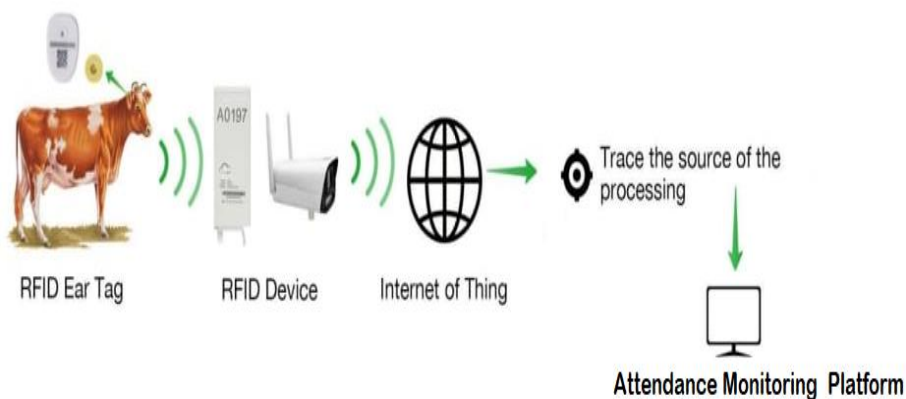 A0197
RFID Ear Tag
RFID Device
Internet of Thing
Trace the source of the
processing
Attendance Monitoring Platform